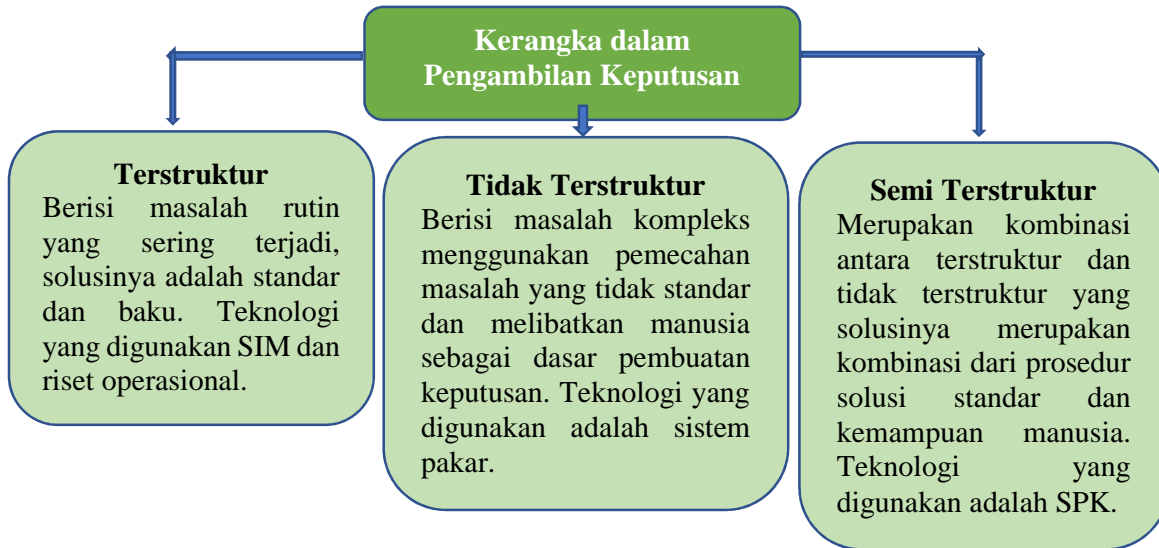 Kerangka dalam
Pengambilan Keputusan
Terstruktur
Berisi masalah rutin
yang sering terjadi,
solusinya adalah standar
dan baku. Teknologi
yang digunakan SIM dan
riset operasional.
Tidak Terstruktur
Berisi masalah kompleks
menggunakan pemecahan
masalah yang tidak standar
dan melibatkan manusia
sebagai dasar pembuatan
keputusan. Teknologi yang
digunakan adalah sistem
pakar.
Semi Terstruktur
Merupakan kombinasi
antara terstruktur dan
tidak terstruktur yang
solusinya merupakan
kombinasi dari prosedur
solusi standar dan
kemampuan manusia.
Teknologi yang
digunakan adalah SPK.